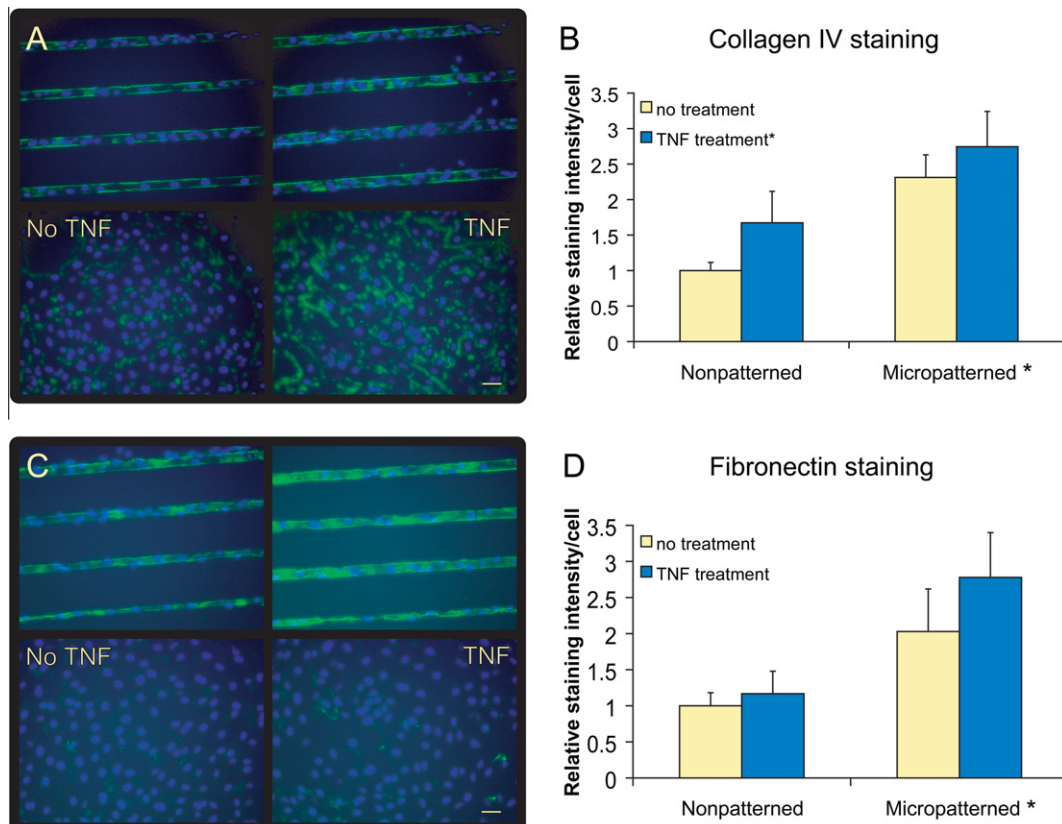 A
No TNF
TNF
B
Collagen IV staining
Relative staining intensity/cell
3.5
3
2.5
2
1.5
1
0.5
0
no treatment
TNF treatment*
Nonpatterned
Micropatterned *
C
No TNF
TNF
D
Fibronectin staining
Relative staining intensity/cell
3.5
3
2.5
2
1.5
1
0.5
0
no treatment
TNF treatment
Nonpatterned
Micropatterned *